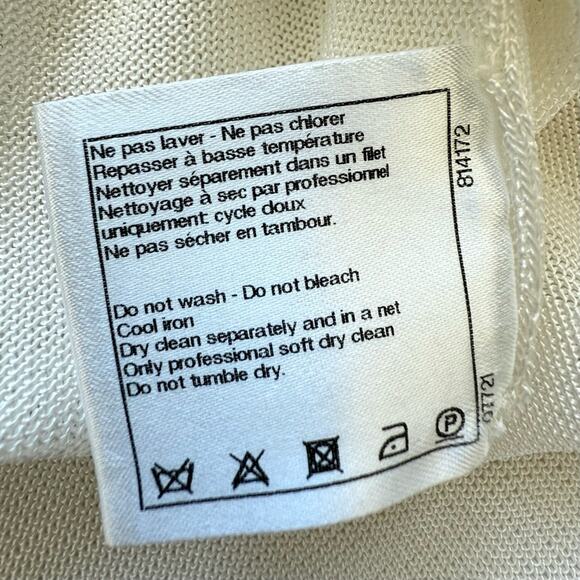 Ne pas laver - Ne pas chlorer
Repasser à basse température
Nettoyer séparement dans un filet
Nettoyage à sec par professionnel
uniquement: cycle doux
Ne pas sécher en tambour.
Do not wash - Do not bleach
Cool iron
Dry clean separately and in a net
Only professional soft dry clean
Do not tumble dry.
P
814172